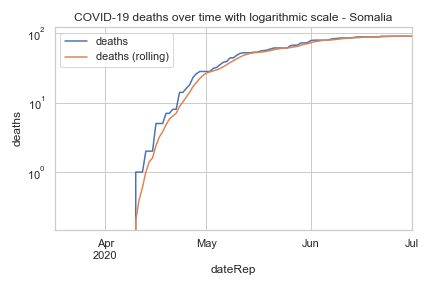 COVID-19 deaths over time with logarithmic scale - Somalia
deaths
deaths (rolling)
10²
10¹
10⁰
deaths
Apr
2020
May
Jun
Jul
dateRep